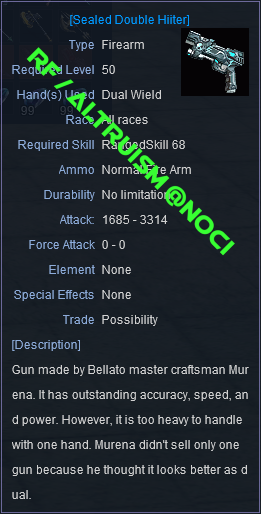 [Sealed Double Hiiter]
Type Firearm
Required Level 50
Hand(s) Used Dual Wield
Race All races
Required Skill RangedSkill 68
Ammo Normal Fire Arm
Durability No limitation
Attack: 1685 - 3314
Force Attack 0 - 0
Element None
Special Effects None
Trade Possibility
[Description]
Gun made by Bellato master craftsman Mur
ena. It has outstanding accuracy, speed, an
d power. However, it is too heavy to handle
with one hand. Murena didn't sell only one
gun because he thought it looks better as d
ual.
RF / ALTRUISM @NOCI